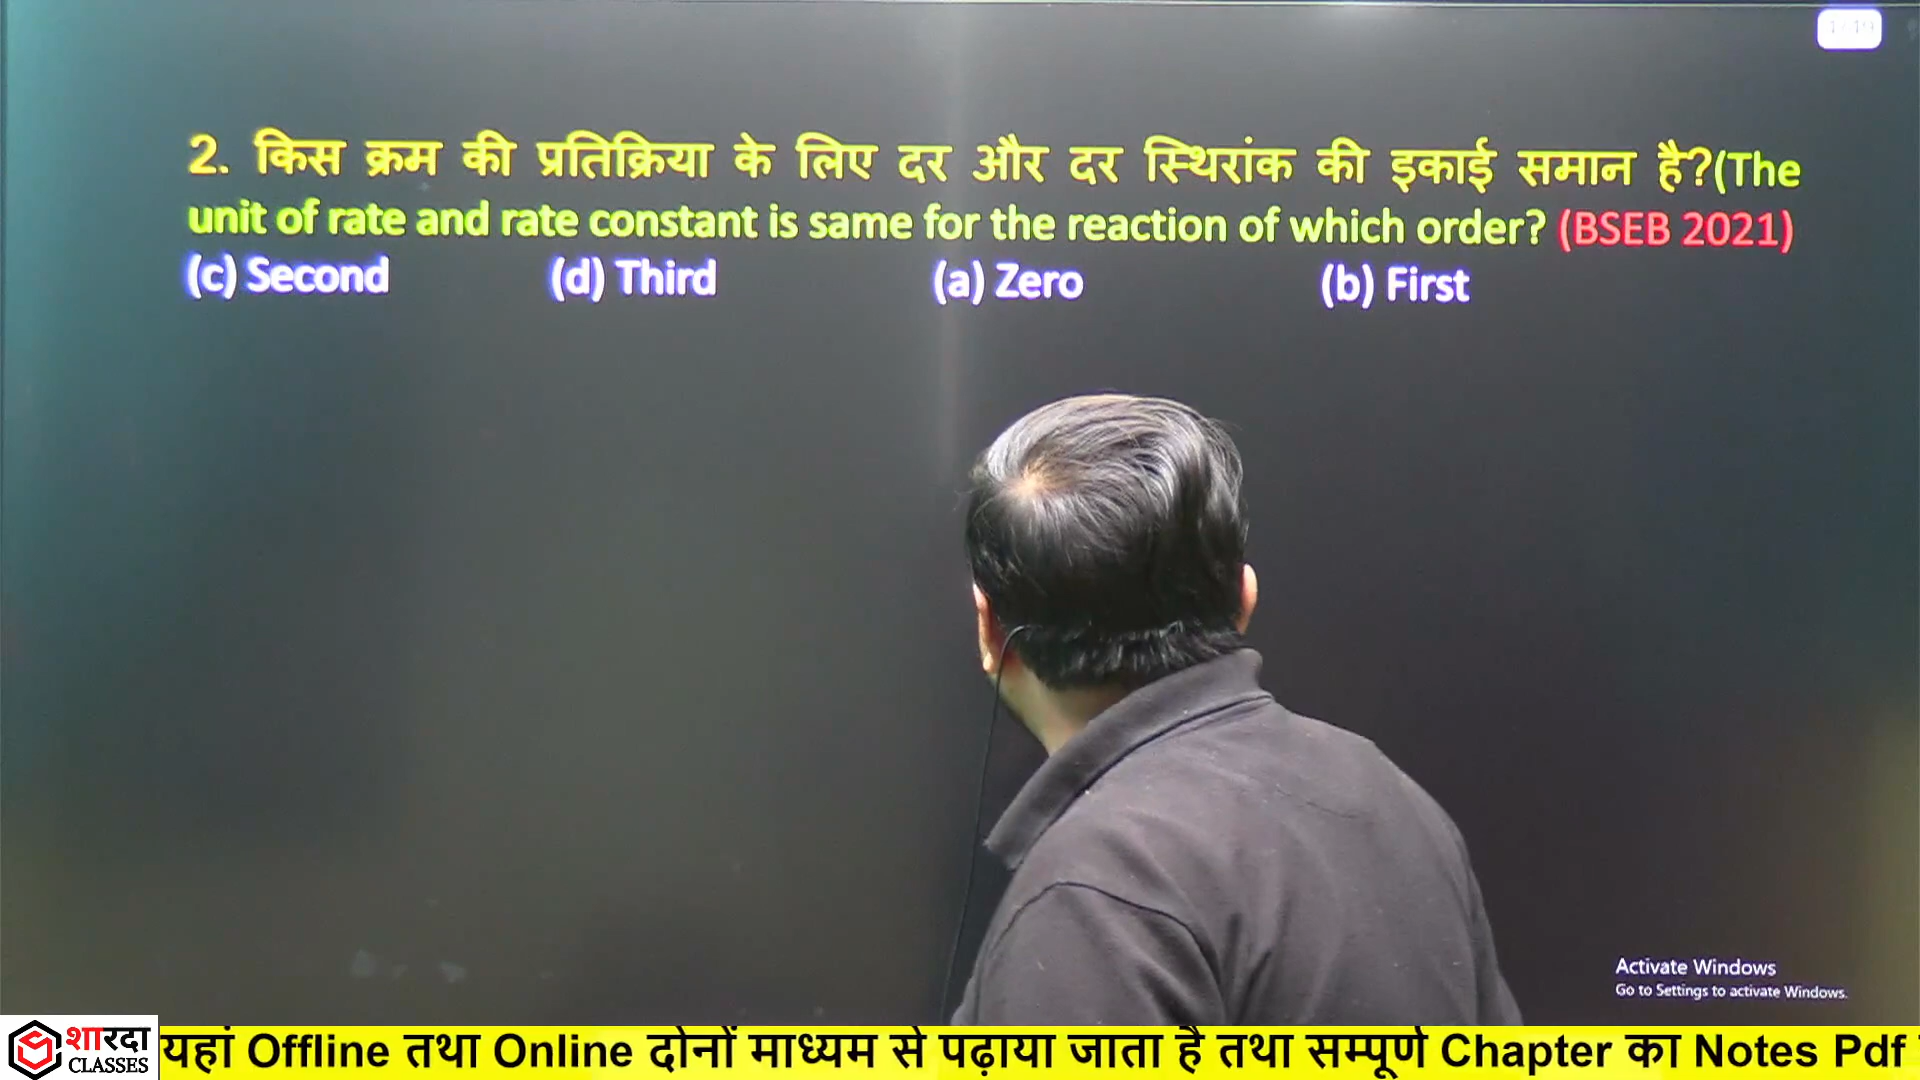 2. किस क्रम की प्रतिक्रिया के लिए दर और दर स्थिरांक की इकाई समान है?(The
unit of rate and rate constant is same for the reaction of which order? (BSEB 2021)
(c) Second (d) Third (a) Zero (b) First
Activate Windows
Go to Settings to activate Windows.
शारदा
CLASSES
यहां Offline तथा Online दोनों माध्यम से पढ़ाया जाता है तथा सम्पूर्ण Chapter का Notes Pdf